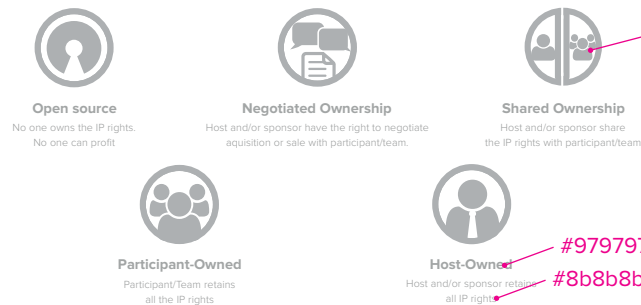 Open source
No one owns the IP rights.
No one can profit
Negotiated Ownership
Host and/or sponsor have the right to negotiate
aquisition or sale with participant/team.
Shared Ownership
Host and/or sponsor share
the IP rights with participant/team
Participant-Owned
Participant/Team retains
all the IP rights
Host-Owned
Host and/or sponsor retains
all IP rights
#979797
#8b8b8b